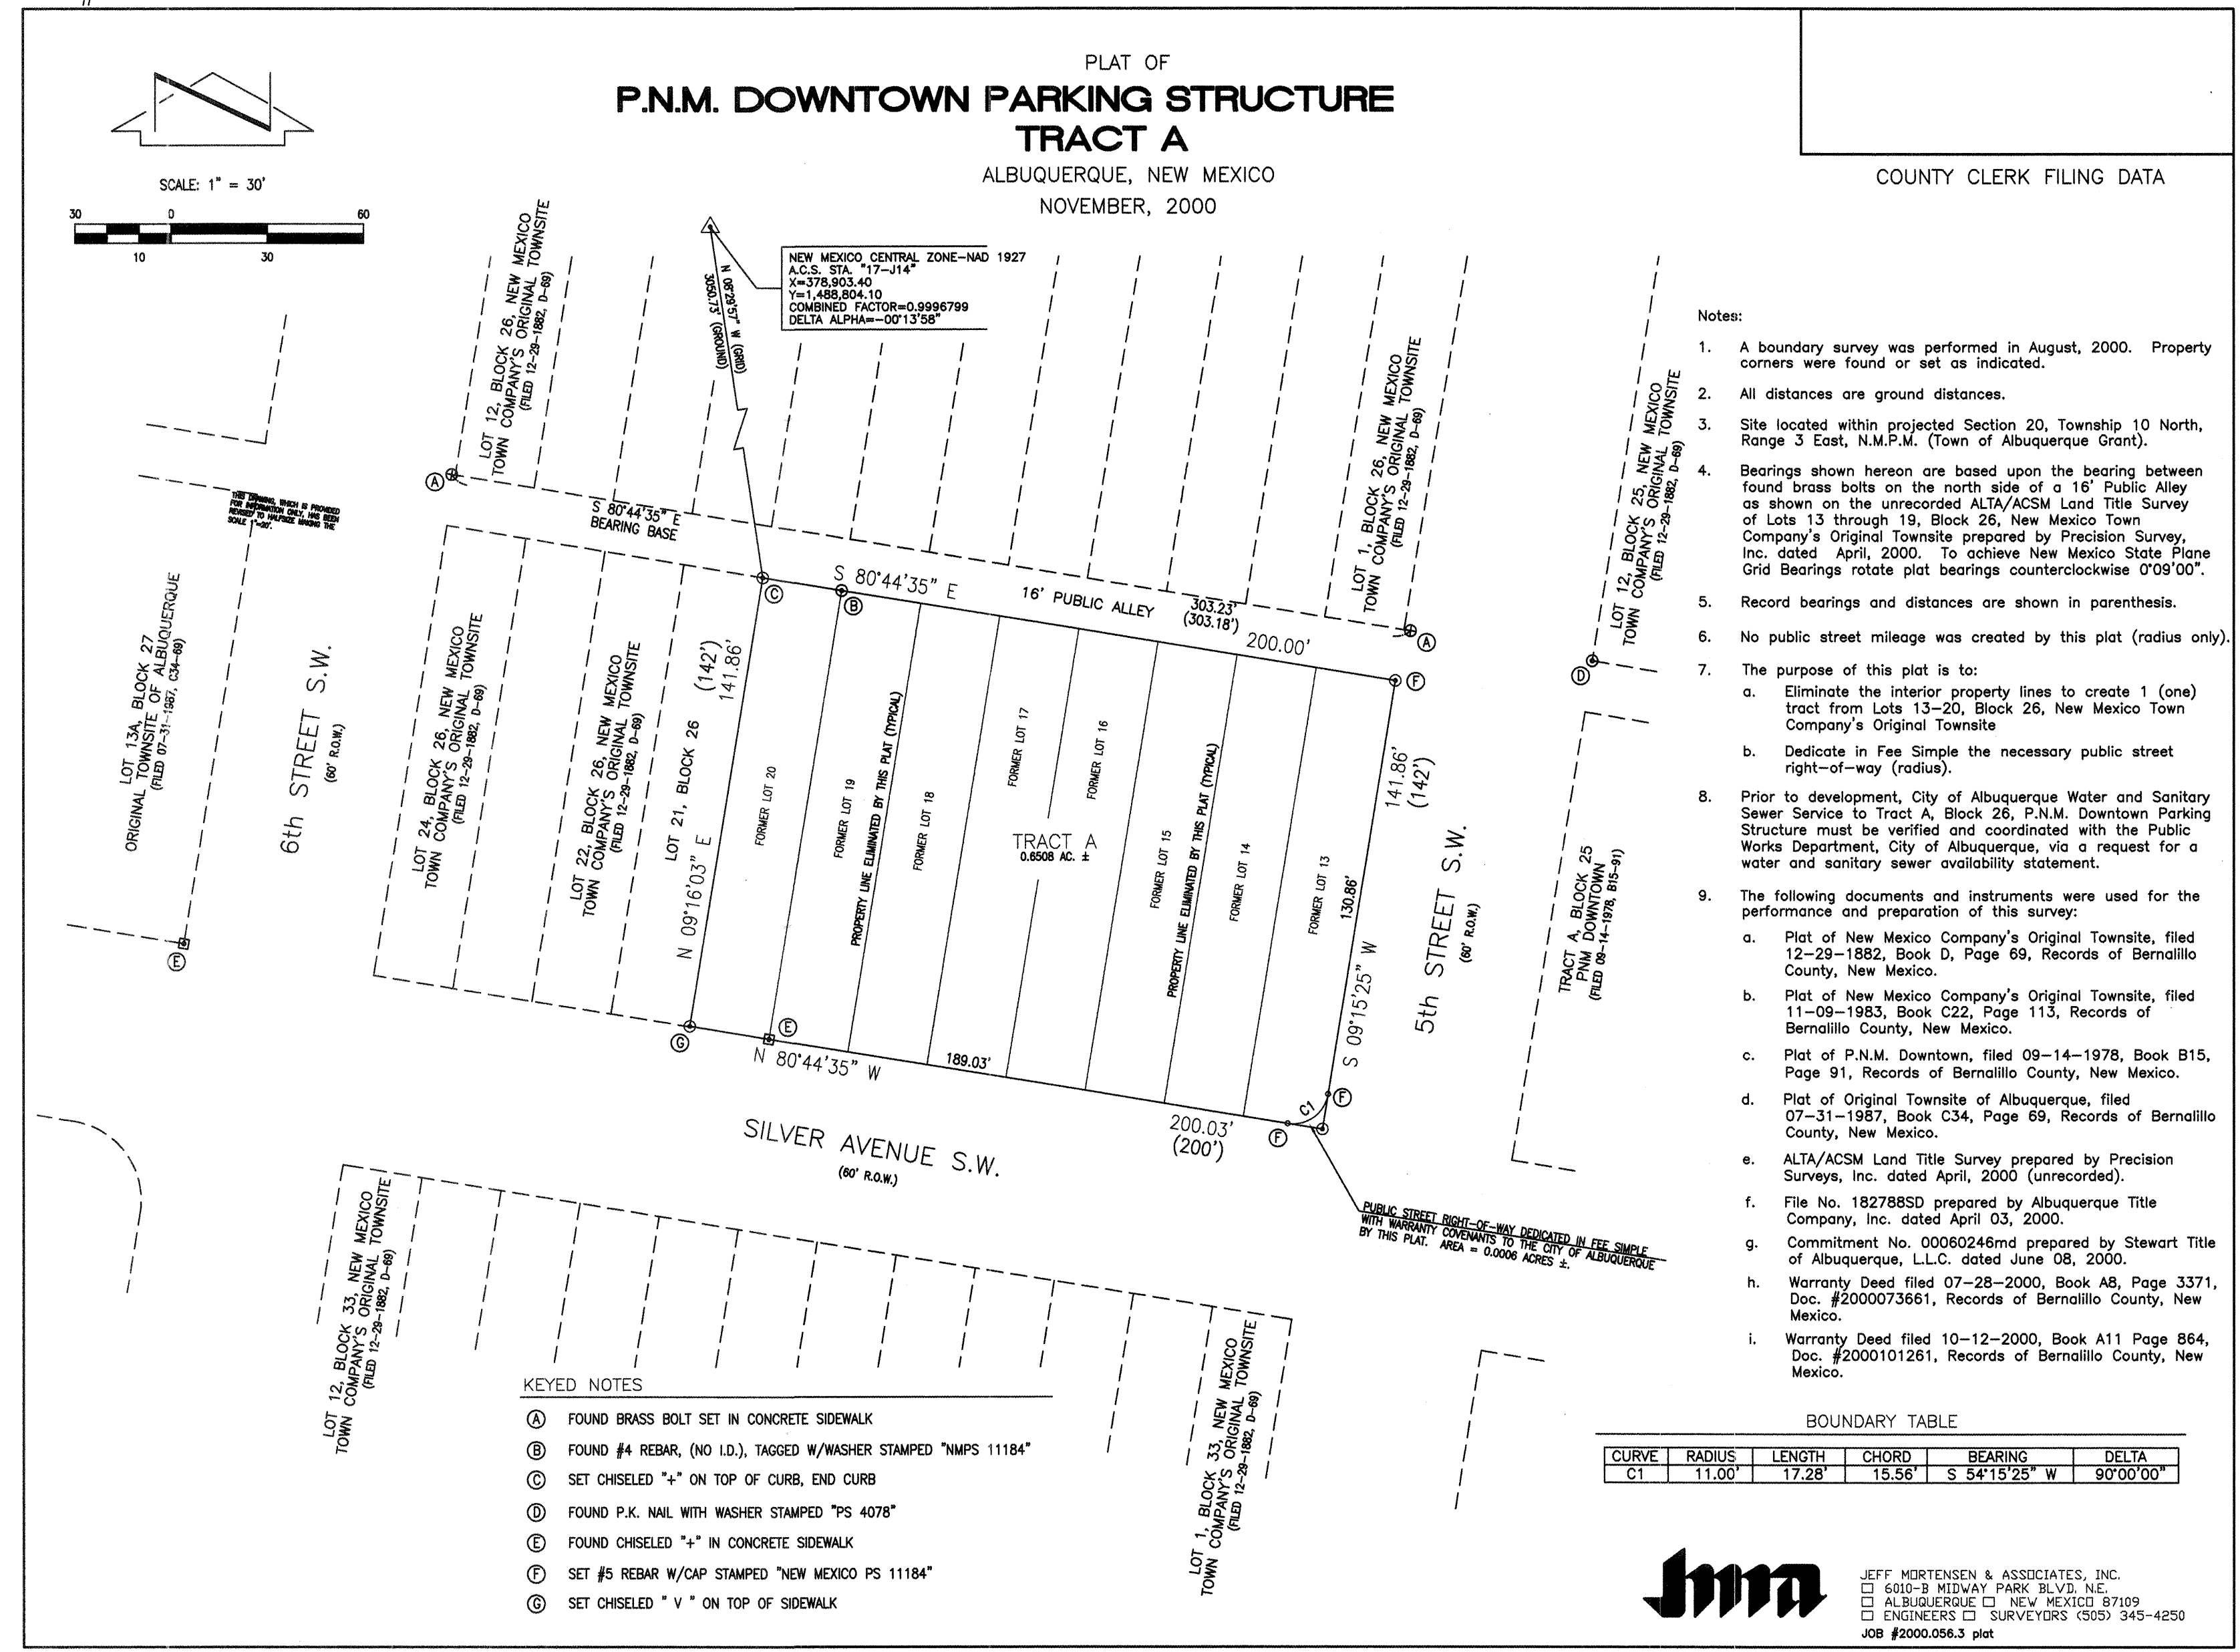 PLAT OF
P.N.M. DOWNTOWN PARKING STRUCTURE
TRACT A
ALBUQUERQUE, NEW MEXICO
NOVEMBER, 2000
COUNTY CLERK FILING DATA
SCALE: 1" = 30'
30 0 60
10 30
NEW MEXICO CENTRAL ZONE-NAD 1927
A.C.S. STA. "17-J14"
X=378,903.40
Y=1,488,804.10
COMBINED FACTOR=0.9996799
DELTA ALPHA=-00°13'58"
N 08°29'57" W (GRID)
3050.73' (GROUND)
LOT 12, BLOCK 26, NEW MEXICO
TOWN COMPANY'S ORIGINAL TOWNSITE
(FILED 12-29-1882, D-69)
LOT 1, BLOCK 26, NEW MEXICO
TOWN COMPANY'S ORIGINAL TOWNSITE
(FILED 12-29-1882, D-69)
LOT 12, BLOCK 25, NEW MEXICO
TOWN COMPANY'S ORIGINAL TOWNSITE
(FILED 12-29-1882, D-69)
THIS DRAWING, WHICH IS PROVIDED
FOR INFORMATION ONLY, HAS BEEN
REVISED TO HALFSIZE MAKING THE
SCALE 1"=20'.
A
S 80°44'35" E
BEARING BASE
C
B
S 80°44'35" E
16' PUBLIC ALLEY
303.23'
(303.18')
200.00'
A
F
D
LOT 13A, BLOCK 27
ORIGINAL TOWNSITE OF ALBUQUERQUE
(FILED 07-31-1987, C34-69)
6th STREET S.W.
(60' R.O.W.)
LOT 24, BLOCK 26, NEW MEXICO
TOWN COMPANY'S ORIGINAL TOWNSITE
(FILED 12-29-1882, D-69)
LOT 22, BLOCK 26, NEW MEXICO
TOWN COMPANY'S ORIGINAL TOWNSITE
(FILED 12-29-1882, D-69)
LOT 21, BLOCK 26
(142')
141.86'
N 09°16'03" E
FORMER LOT 20
FORMER LOT 19
PROPERTY LINE ELIMINATED BY THIS PLAT (TYPICAL)
FORMER LOT 18
FORMER LOT 17
FORMER LOT 16
TRACT A
0.6508 AC. ±
FORMER LOT 15
PROPERTY LINE ELIMINATED BY THIS PLAT (TYPICAL)
FORMER LOT 14
FORMER LOT 13
130.86'
141.86'
(142')
S 09°15'25" W
5th STREET S.W.
(60' R.O.W.)
TRACT A, BLOCK 25
PNM DOWNTOWN
(FILED 09-14-1978, B15-91)
E
G
E
N 80°44'35" W
189.03'
C1
F
F
200.03'
(200')
SILVER AVENUE S.W.
(60' R.O.W.)
PUBLIC STREET RIGHT-OF-WAY DEDICATED IN FEE SIMPLE
WITH WARRANTY COVENANTS TO THE CITY OF ALBUQUERQUE
BY THIS PLAT. AREA = 0.0006 ACRES ±.
LOT 12, BLOCK 33, NEW MEXICO
TOWN COMPANY'S ORIGINAL TOWNSITE
(FILED 12-29-1882, D-69)
LOT 1, BLOCK 33, NEW MEXICO
TOWN COMPANY'S ORIGINAL TOWNSITE
(FILED 12-29-1882, D-69)
KEYED NOTES
A FOUND BRASS BOLT SET IN CONCRETE SIDEWALK
B FOUND #4 REBAR, (NO I.D.), TAGGED W/WASHER STAMPED "NMPS 11184"
C SET CHISELED "+" ON TOP OF CURB, END CURB
D FOUND P.K. NAIL WITH WASHER STAMPED "PS 4078"
E FOUND CHISELED "+" IN CONCRETE SIDEWALK
F SET #5 REBAR W/CAP STAMPED "NEW MEXICO PS 11184"
G SET CHISELED " V " ON TOP OF SIDEWALK
Notes:
1. A boundary survey was performed in August, 2000. Property
corners were found or set as indicated.
2. All distances are ground distances.
3. Site located within projected Section 20, Township 10 North,
Range 3 East, N.M.P.M. (Town of Albuquerque Grant).
4. Bearings shown hereon are based upon the bearing between
found brass bolts on the north side of a 16' Public Alley
as shown on the unrecorded ALTA/ACSM Land Title Survey
of Lots 13 through 19, Block 26, New Mexico Town
Company's Original Townsite prepared by Precision Survey,
Inc. dated April, 2000. To achieve New Mexico State Plane
Grid Bearings rotate plat bearings counterclockwise 0°09'00".
5. Record bearings and distances are shown in parenthesis.
6. No public street mileage was created by this plat (radius only).
7. The purpose of this plat is to:
a. Eliminate the interior property lines to create 1 (one)
tract from Lots 13-20, Block 26, New Mexico Town
Company's Original Townsite
b. Dedicate in Fee Simple the necessary public street
right-of-way (radius).
8. Prior to development, City of Albuquerque Water and Sanitary
Sewer Service to Tract A, Block 26, P.N.M. Downtown Parking
Structure must be verified and coordinated with the Public
Works Department, City of Albuquerque, via a request for a
water and sanitary sewer availability statement.
9. The following documents and instruments were used for the
performance and preparation of this survey:
a. Plat of New Mexico Company's Original Townsite, filed
12-29-1882, Book D, Page 69, Records of Bernalillo
County, New Mexico.
b. Plat of New Mexico Company's Original Townsite, filed
11-09-1983, Book C22, Page 113, Records of
Bernalillo County, New Mexico.
c. Plat of P.N.M. Downtown, filed 09-14-1978, Book B15,
Page 91, Records of Bernalillo County, New Mexico.
d. Plat of Original Townsite of Albuquerque, filed
07-31-1987, Book C34, Page 69, Records of Bernalillo
County, New Mexico.
e. ALTA/ACSM Land Title Survey prepared by Precision
Surveys, Inc. dated April, 2000 (unrecorded).
f. File No. 182788SD prepared by Albuquerque Title
Company, Inc. dated April 03, 2000.
g. Commitment No. 00060246md prepared by Stewart Title
of Albuquerque, L.L.C. dated June 08, 2000.
h. Warranty Deed filed 07-28-2000, Book A8, Page 3371,
Doc. #2000073661, Records of Bernalillo County, New
Mexico.
i. Warranty Deed filed 10-12-2000, Book A11 Page 864,
Doc. #2000101261, Records of Bernalillo County, New
Mexico.
BOUNDARY TABLE
CURVE RADIUS LENGTH CHORD BEARING DELTA
C1 11.00' 17.28' 15.56' S 54°15'25" W 90°00'00"
jma
JEFF MORTENSEN & ASSOCIATES, INC.
6010-B MIDWAY PARK BLVD. N.E.
ALBUQUERQUE NEW MEXICO 87109
ENGINEERS SURVEYORS (505) 345-4250
JOB #2000.056.3 plat